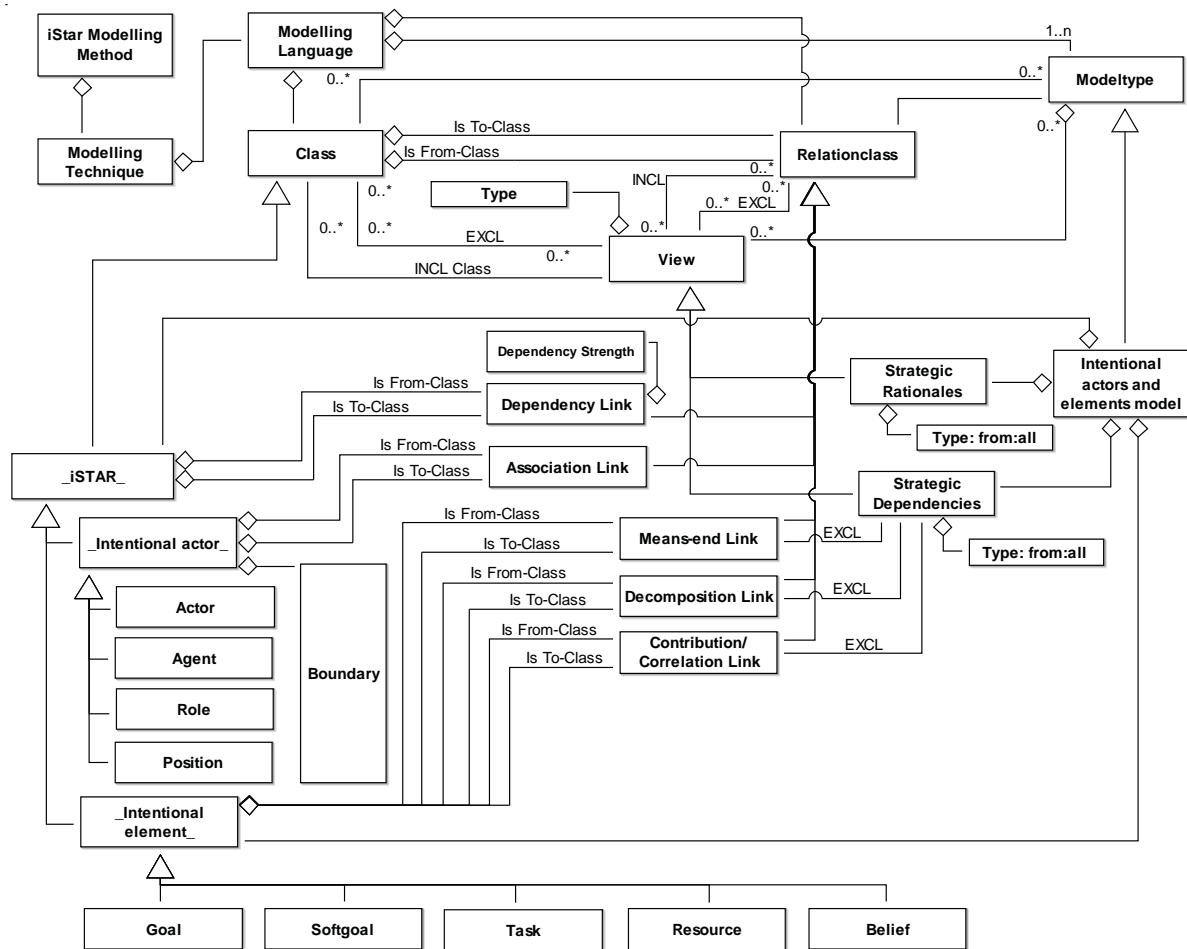 iStar Modelling
Method
Modelling
Language
1..n
0..*
0..*
Modeltype
Modelling
Technique
Class
Is To-Class
Is From-Class
Relationclass
0..*
Type
INCL
0..*
0..*
0..*
EXCL
0..*
0..*
0..*
0..*
0..*
EXCL
0..*
View
INCL Class
Dependency Strength
Is From-Class
Is To-Class
Dependency Link
Strategic
Rationales
Intentional
actors and
elements model
Type: from:all
_iSTAR_
Is From-Class
Is To-Class
Association Link
Strategic
Dependencies
Type: from:all
_Intentional actor_
Is From-Class
Is To-Class
Means-end Link
EXCL
Is From-Class
Is To-Class
Decomposition Link
EXCL
Is From-Class
Is To-Class
Contribution/
Correlation Link
EXCL
Actor
Agent
Role
Position
Boundary
_Intentional
element_
Goal
Softgoal
Task
Resource
Belief